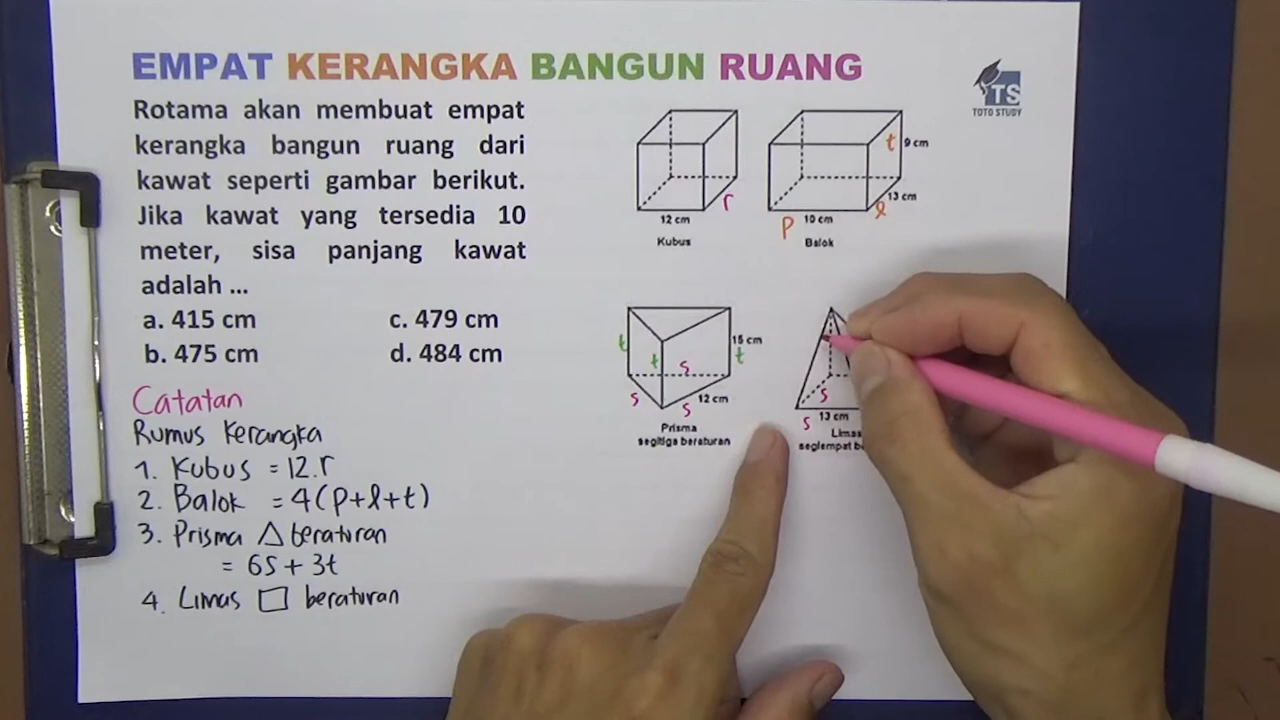 EMPAT KERANGKA BANGUN RUANG
TS
TOTO STUDY
Rotama akan membuat empat
kerangka bangun ruang dari
kawat seperti gambar berikut.
Jika kawat yang tersedia 10
meter, sisa panjang kawat
adalah ...
a. 415 cm
c. 479 cm
b. 475 cm
d. 484 cm
Catatan
Rumus Kerangka
1. Kubus = 12.r
2. Balok = 4(p+l+t)
3. Prisma △ beraturan
= 6s + 3t
4. Limas □ beraturan
12 cm
r
Kubus
t
9 cm
13 cm
l
p
10 cm
Balok
t
t
15 cm
t
s
s
s
12 cm
Prisma
segitiga beraturan
s
s
13 cm
Limas
segiempat